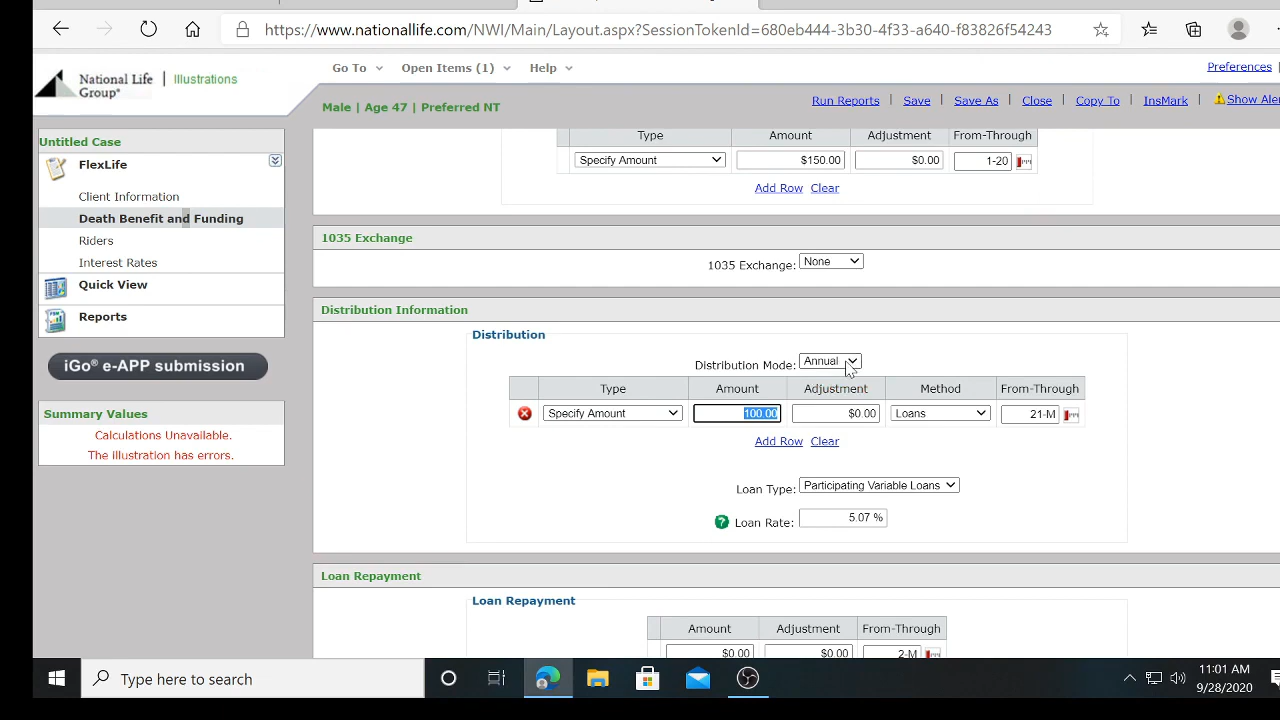 https://www.nationallife.com/NWI/Main/Layout.aspx?SessionTokenId=680eb444-3b30-4f33-a640-f83826f54243
National Life Group® | Illustrations
Go To Open Items (1) Help
Preferences
Male | Age 47 | Preferred NT
Run Reports Save Save As Close Copy To InsMark Show Aler
Untitled Case
FlexLife
Client Information
Death Benefit and Funding
Riders
Interest Rates
Quick View
Reports
iGo® e-APP submission
Summary Values
Calculations Unavailable.
The illustration has errors.
Type Amount Adjustment From-Through
Specify Amount $150.00 $0.00 1-20
Add Row Clear
1035 Exchange
1035 Exchange: None
Distribution Information
Distribution
Distribution Mode: Annual
Type Amount Adjustment Method From-Through
Specify Amount 100.00 $0.00 Loans 21-M
Add Row Clear
Loan Type: Participating Variable Loans
? Loan Rate: 5.07 %
Loan Repayment
Loan Repayment
Amount Adjustment From-Through
$0.00 $0.00 2-M
Type here to search
11:01 AM
9/28/2020